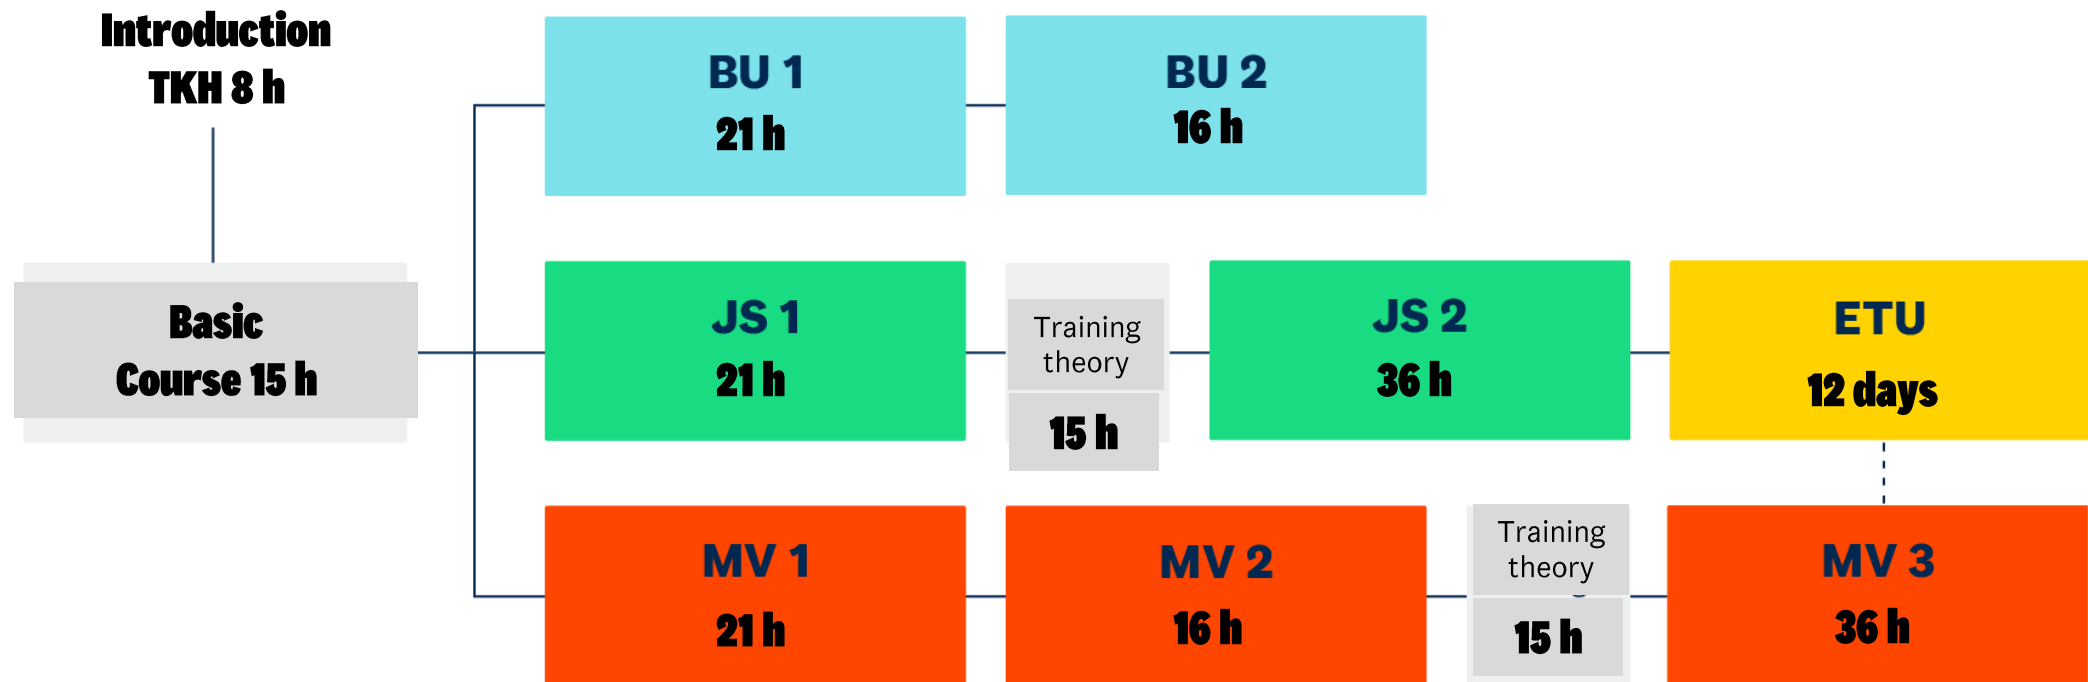 Introduction
TKH 8 h
Basic
Course 15 h
BU 1
21 h
BU 2
16 h
JS 1
21 h
Training
theory
15 h
JS 2
36 h
ETU
12 days
MV 1
21 h
MV 2
16 h
Training
theory
15 h
MV 3
36 h